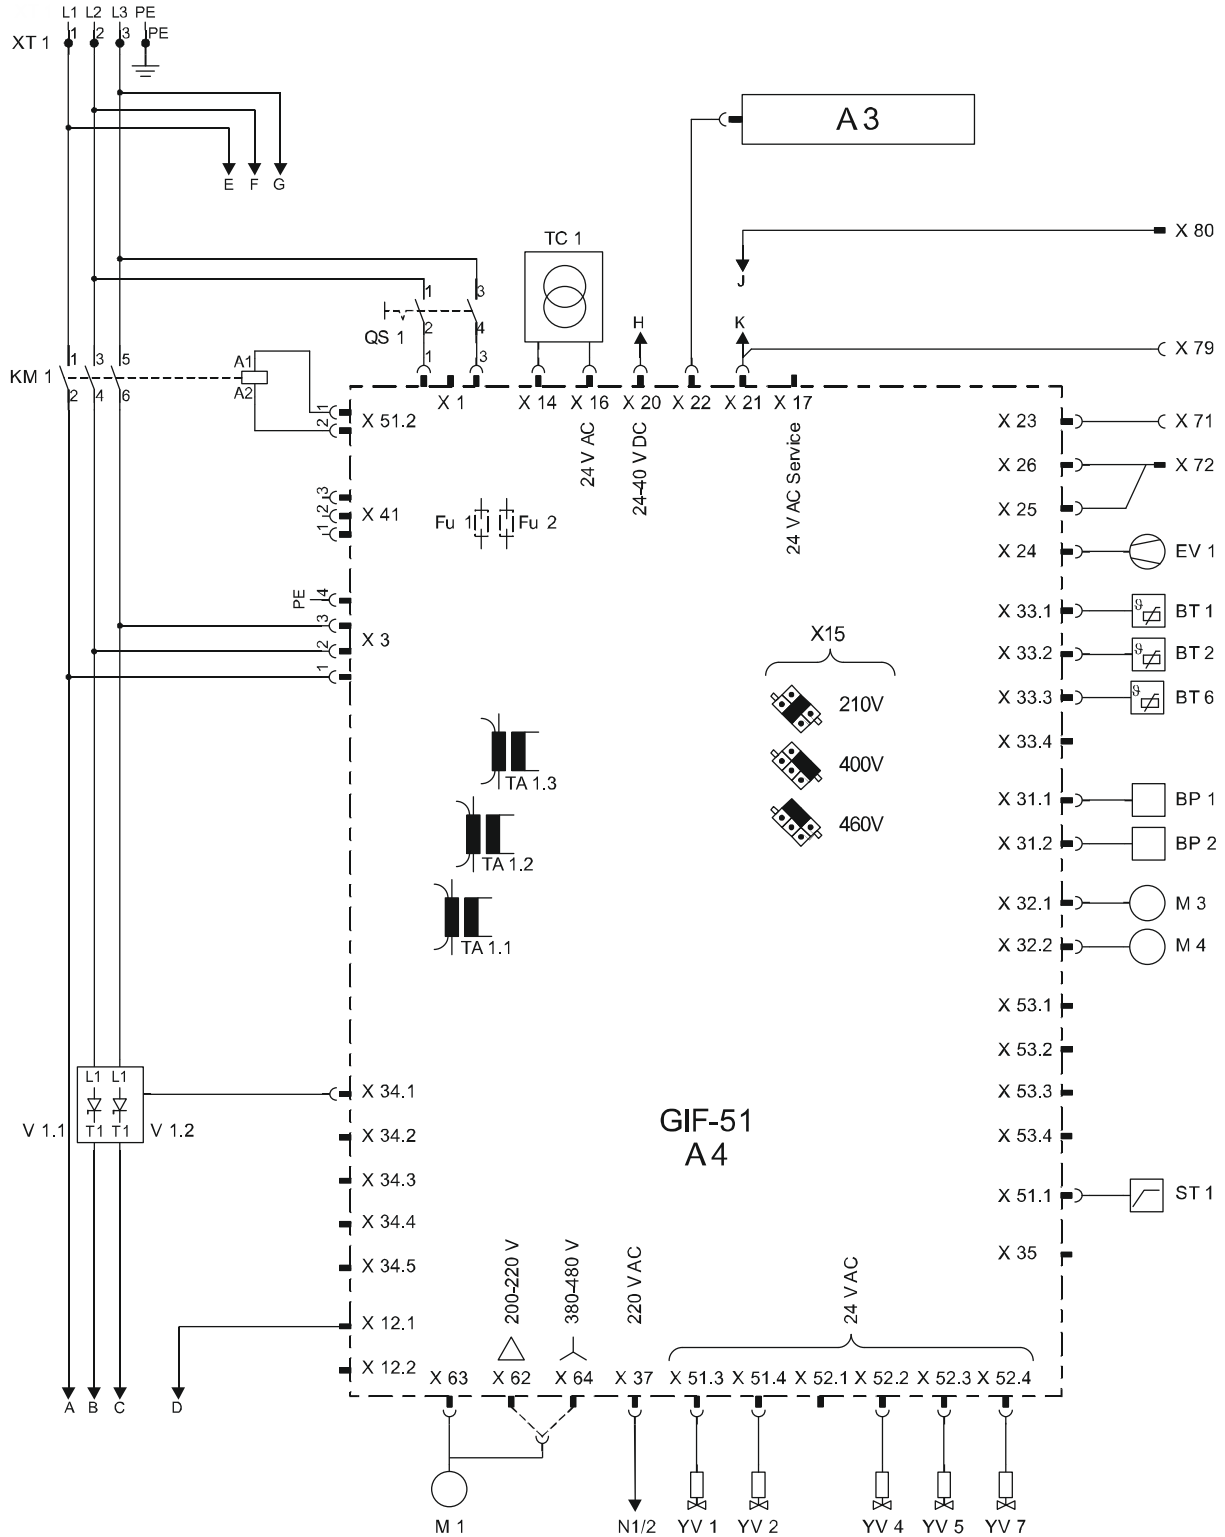 L1 L2 L3 PE
XT 1 1 2 3 PE
A 3
E F G
X 80
TC 1
J
1 3
H K
QS 1 2 4
X 79
1 3 5 A1 1 3
KM 1
2 4 6 A2
X 1 X 14 X 16 X 20 X 22 X 21 X 17
1
2
X 51.2
X 23 X 71
24 V AC
24-40 V DC
24 V AC Service
X 26 X 72
3
2
1
X 41
Fu 1 Fu 2
X 25
X 24 EV 1
PE 4
3
2
1
X 3
X 33.1 ϑ BT 1
X15
X 33.2 ϑ BT 2
X 33.3 ϑ BT 6
210V
X 33.4
400V
TA 1.3
X 31.1 BP 1
460V
X 31.2 BP 2
TA 1.2
X 32.1 M 3
TA 1.1
X 32.2 M 4
X 53.1
X 53.2
L1 L1
X 34.1
X 53.3
V 1.1 T1 T1 V 1.2
GIF-51
A 4
X 34.2
X 53.4
X 34.3
X 51.1 ST 1
X 34.4
X 35
X 34.5
200-220 V
380-480 V
220 V AC
24 V AC
X 12.1
X 12.2
X 63 X 62 X 64 X 37 X 51.3 X 51.4 X 52.1 X 52.2 X 52.3 X 52.4
A B C D
M 1 N1/2 YV 1 YV 2 YV 4 YV 5 YV 7